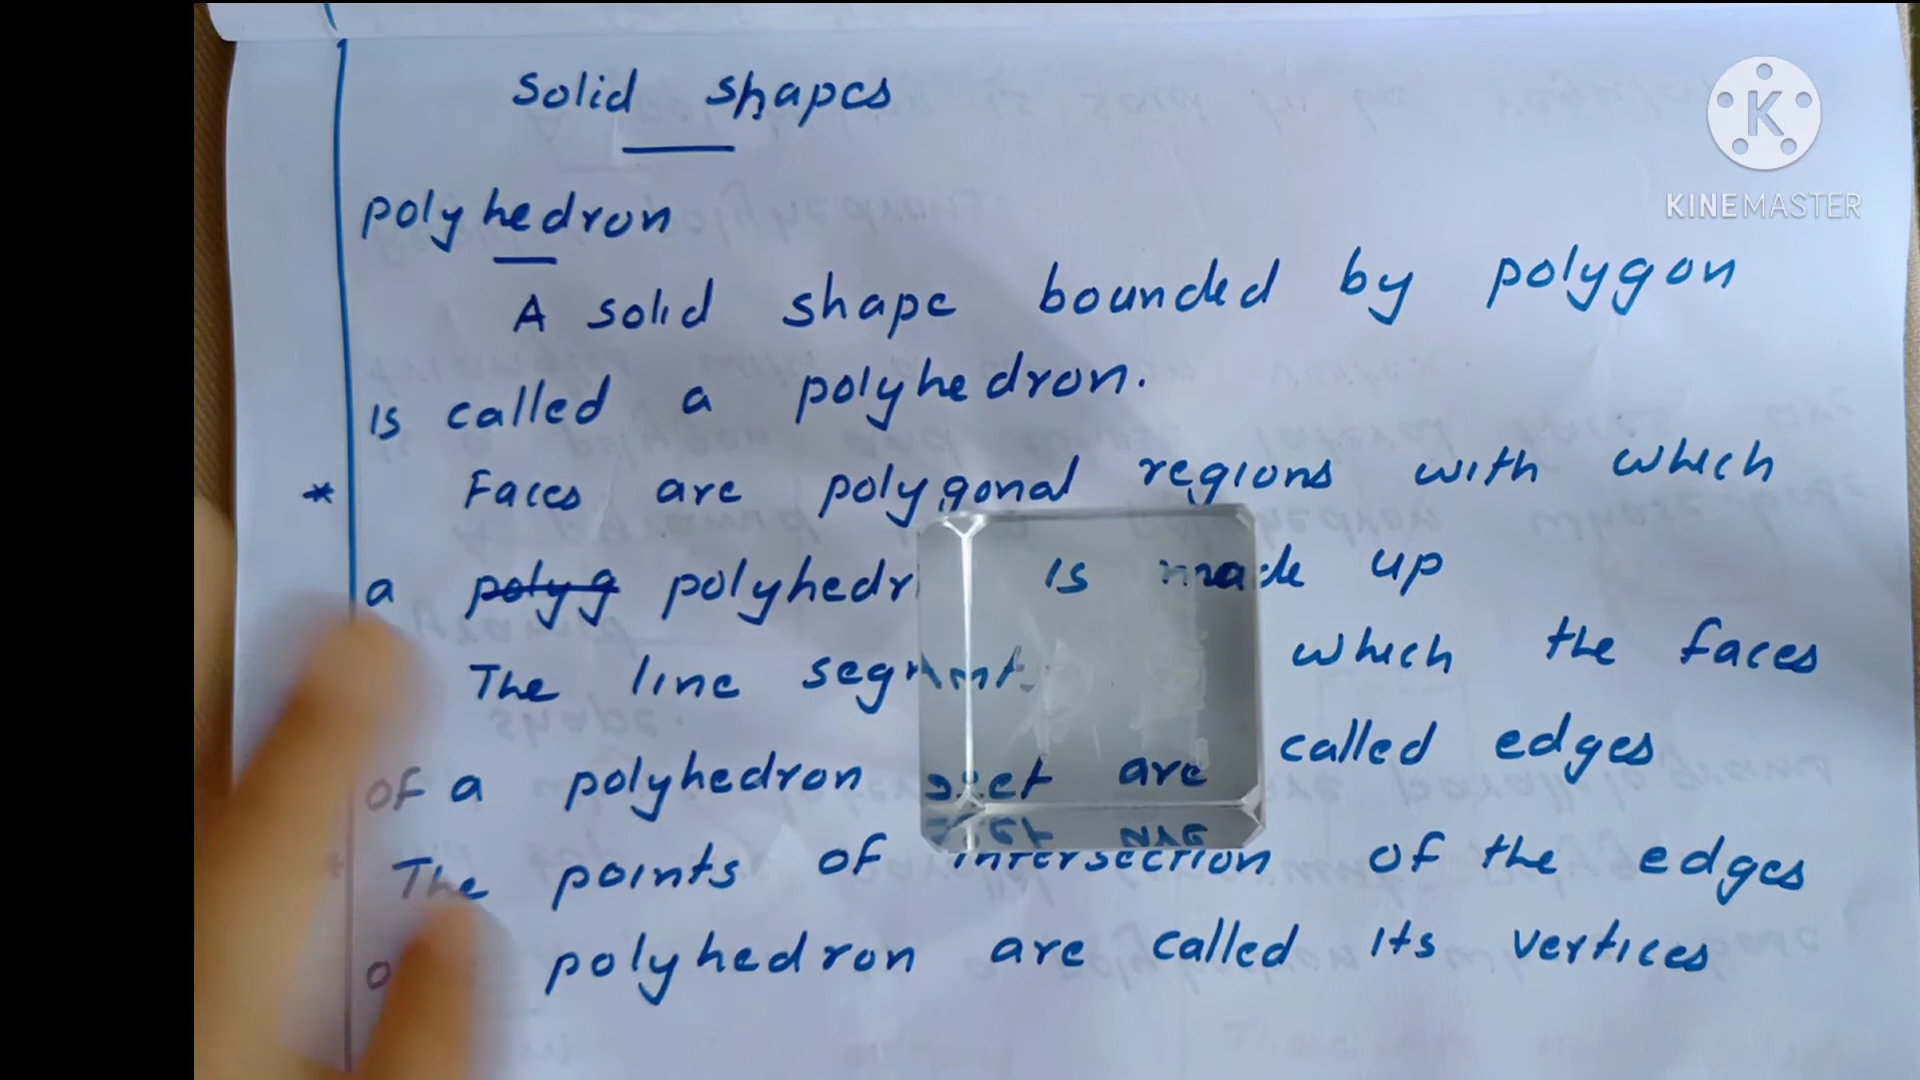 Solid shapes
polyhedron
A solid shape bounded by polygon
is called a polyhedron.
* Faces are polygonal regions with which
a polyg polyhedr is made up
The line segmnt which the faces
of a polyhedron are called edges
The points of intersection of the edges
polyhedron are called its vertices
KINEMASTER